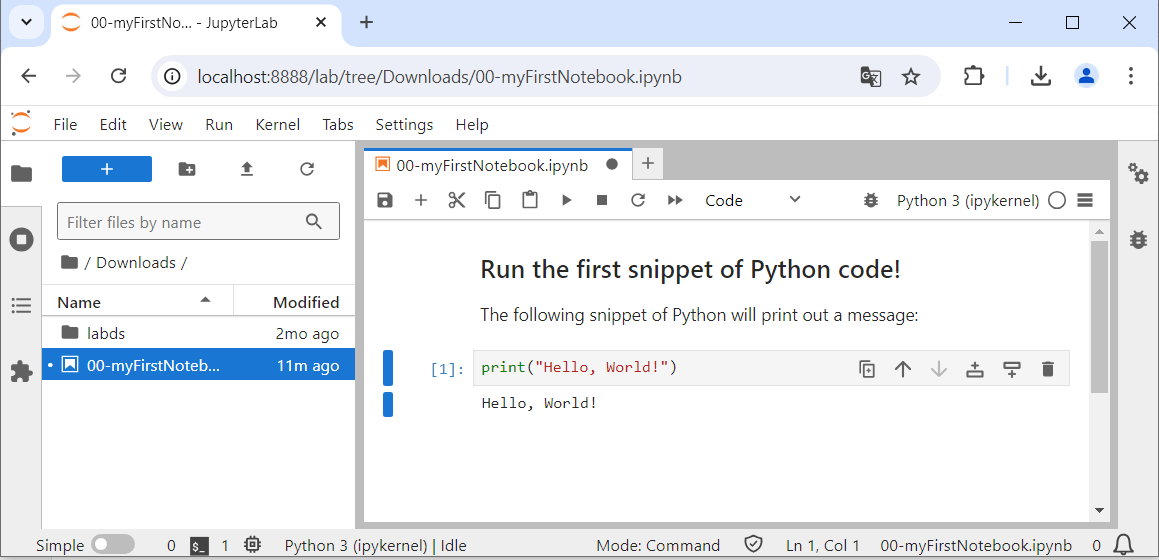 00-myFirstNo... - JupyterLab
localhost:8888/lab/tree/Downloads/00-myFirstNotebook.ipynb
File Edit View Run Kernel Tabs Settings Help
00-myFirstNotebook.ipynb
Code Python 3 (ipykernel)
Filter files by name
/ Downloads /
Name Modified
labds 2mo ago
00-myFirstNoteb... 11m ago
Run the first snippet of Python code!
The following snippet of Python will print out a message:
[1]: print("Hello, World!")
Hello, World!
Simple 0 $_ 1 Python 3 (ipykernel) | Idle Mode: Command Ln 1, Col 1 00-myFirstNotebook.ipynb 0